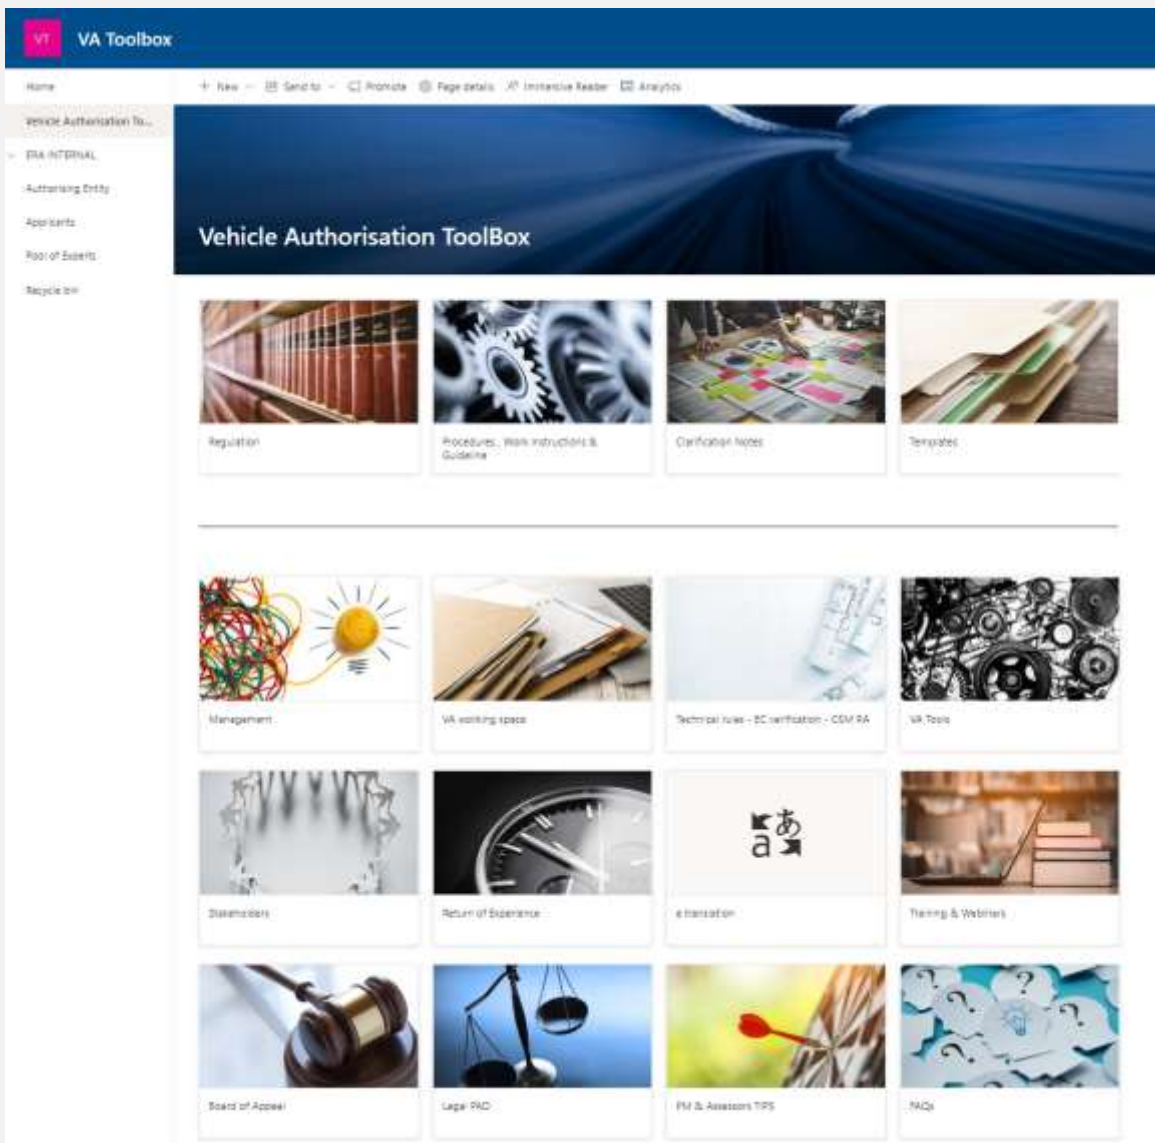 VT VA Toolbox
Home
+ New Send to Promote Page details Immersive Reader Analytics
Vehicle Authorisation To...
ERA INTERNAL
Authorising Entity
Applicants
Pool of Experts
Recycle bin
Vehicle Authorisation ToolBox
Regulation
Procedures, Work instructions &
Guideline
Clarification Notes
Templates
Management
VA working space
Technical rules - EC verification - CSM RA
VA Tools
Stakeholders
Return of Experience
a あ
e translation
Training & Webinars
Board of Appeal
Legal PAD
PM & Assessors TIPS
? ? ? ?
FAQs